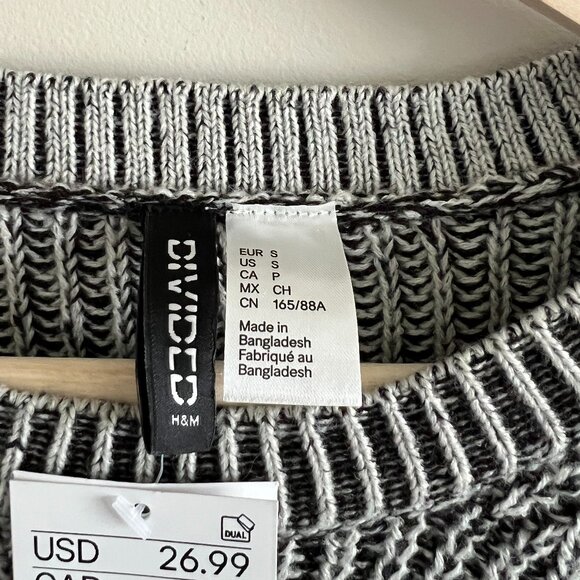 DIVIDED
H&M
EUR S
US S
CA P
MX CH
CN 165/88A
Made in
Bangladesh
Fabriqué au
Bangladesh
DUAL
USD 26.99
CAD